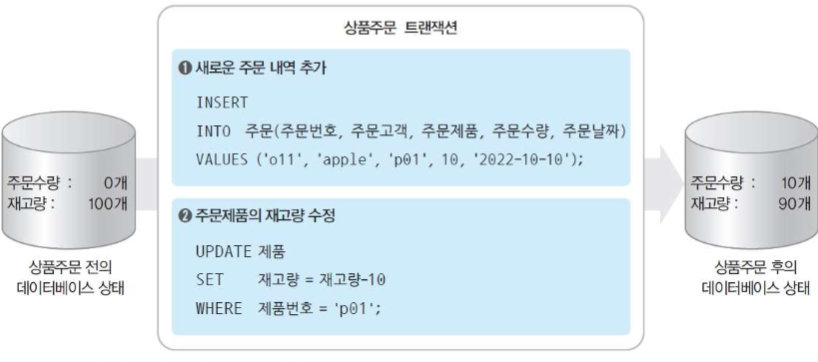 상품주문 트랜잭션
❶ 새로운 주문 내역 추가
INSERT
INTO 주문(주문번호, 주문고객, 주문제품, 주문수량, 주문날짜)
VALUES ('o11', 'apple', 'p01', 10, '2022-10-10');
주문수량 : 0개
재고량 : 100개
상품주문 전의
데이터베이스 상태
❷ 주문제품의 재고량 수정
UPDATE 제품
SET 재고량 = 재고량-10
WHERE 제품번호 = 'p01';
주문수량 : 10개
재고량 : 90개
상품주문 후의
데이터베이스 상태